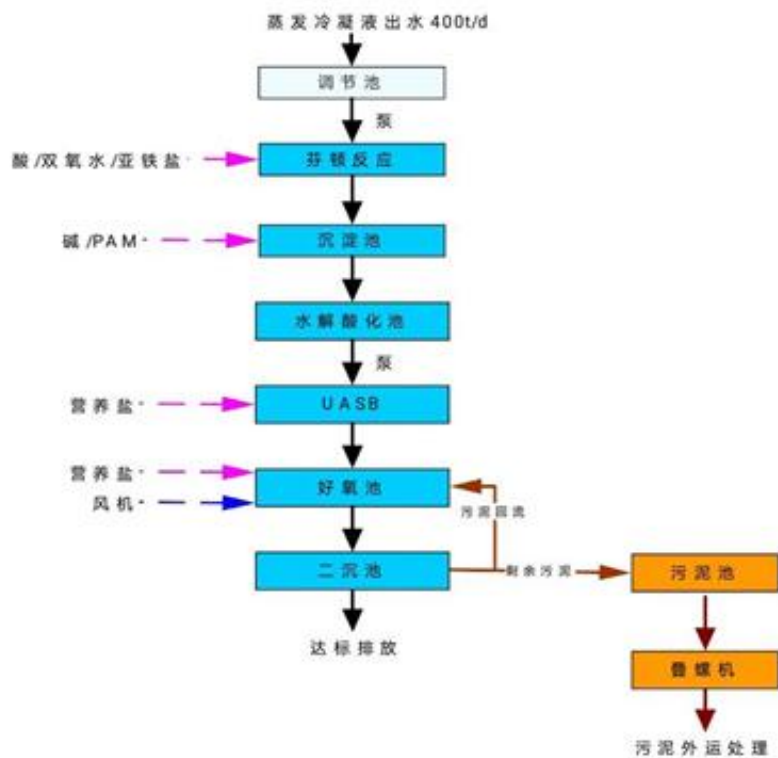 蒸发冷凝液出水400t/d
调节池
泵
酸/双氧水/亚铁盐
芬顿反应
碱/PAM
沉淀池
水解酸化池
泵
营养盐
UASB
营养盐
好氧池
风机
污泥回流
二沉池
剩余污泥
污泥池
达标排放
叠螺机
污泥外运处理